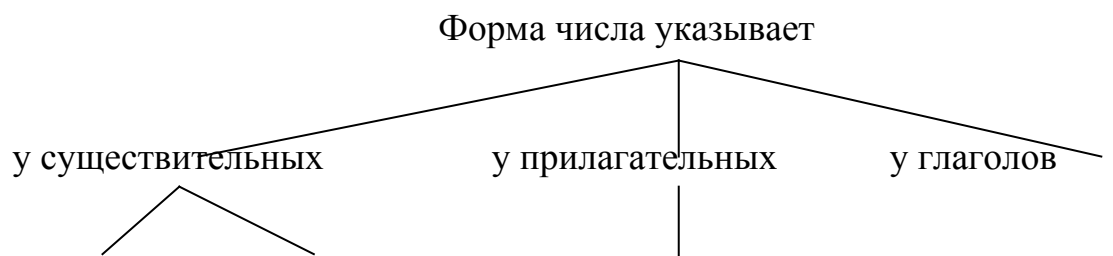 Форма числа указывает
у существительных у прилагательных у глаголов